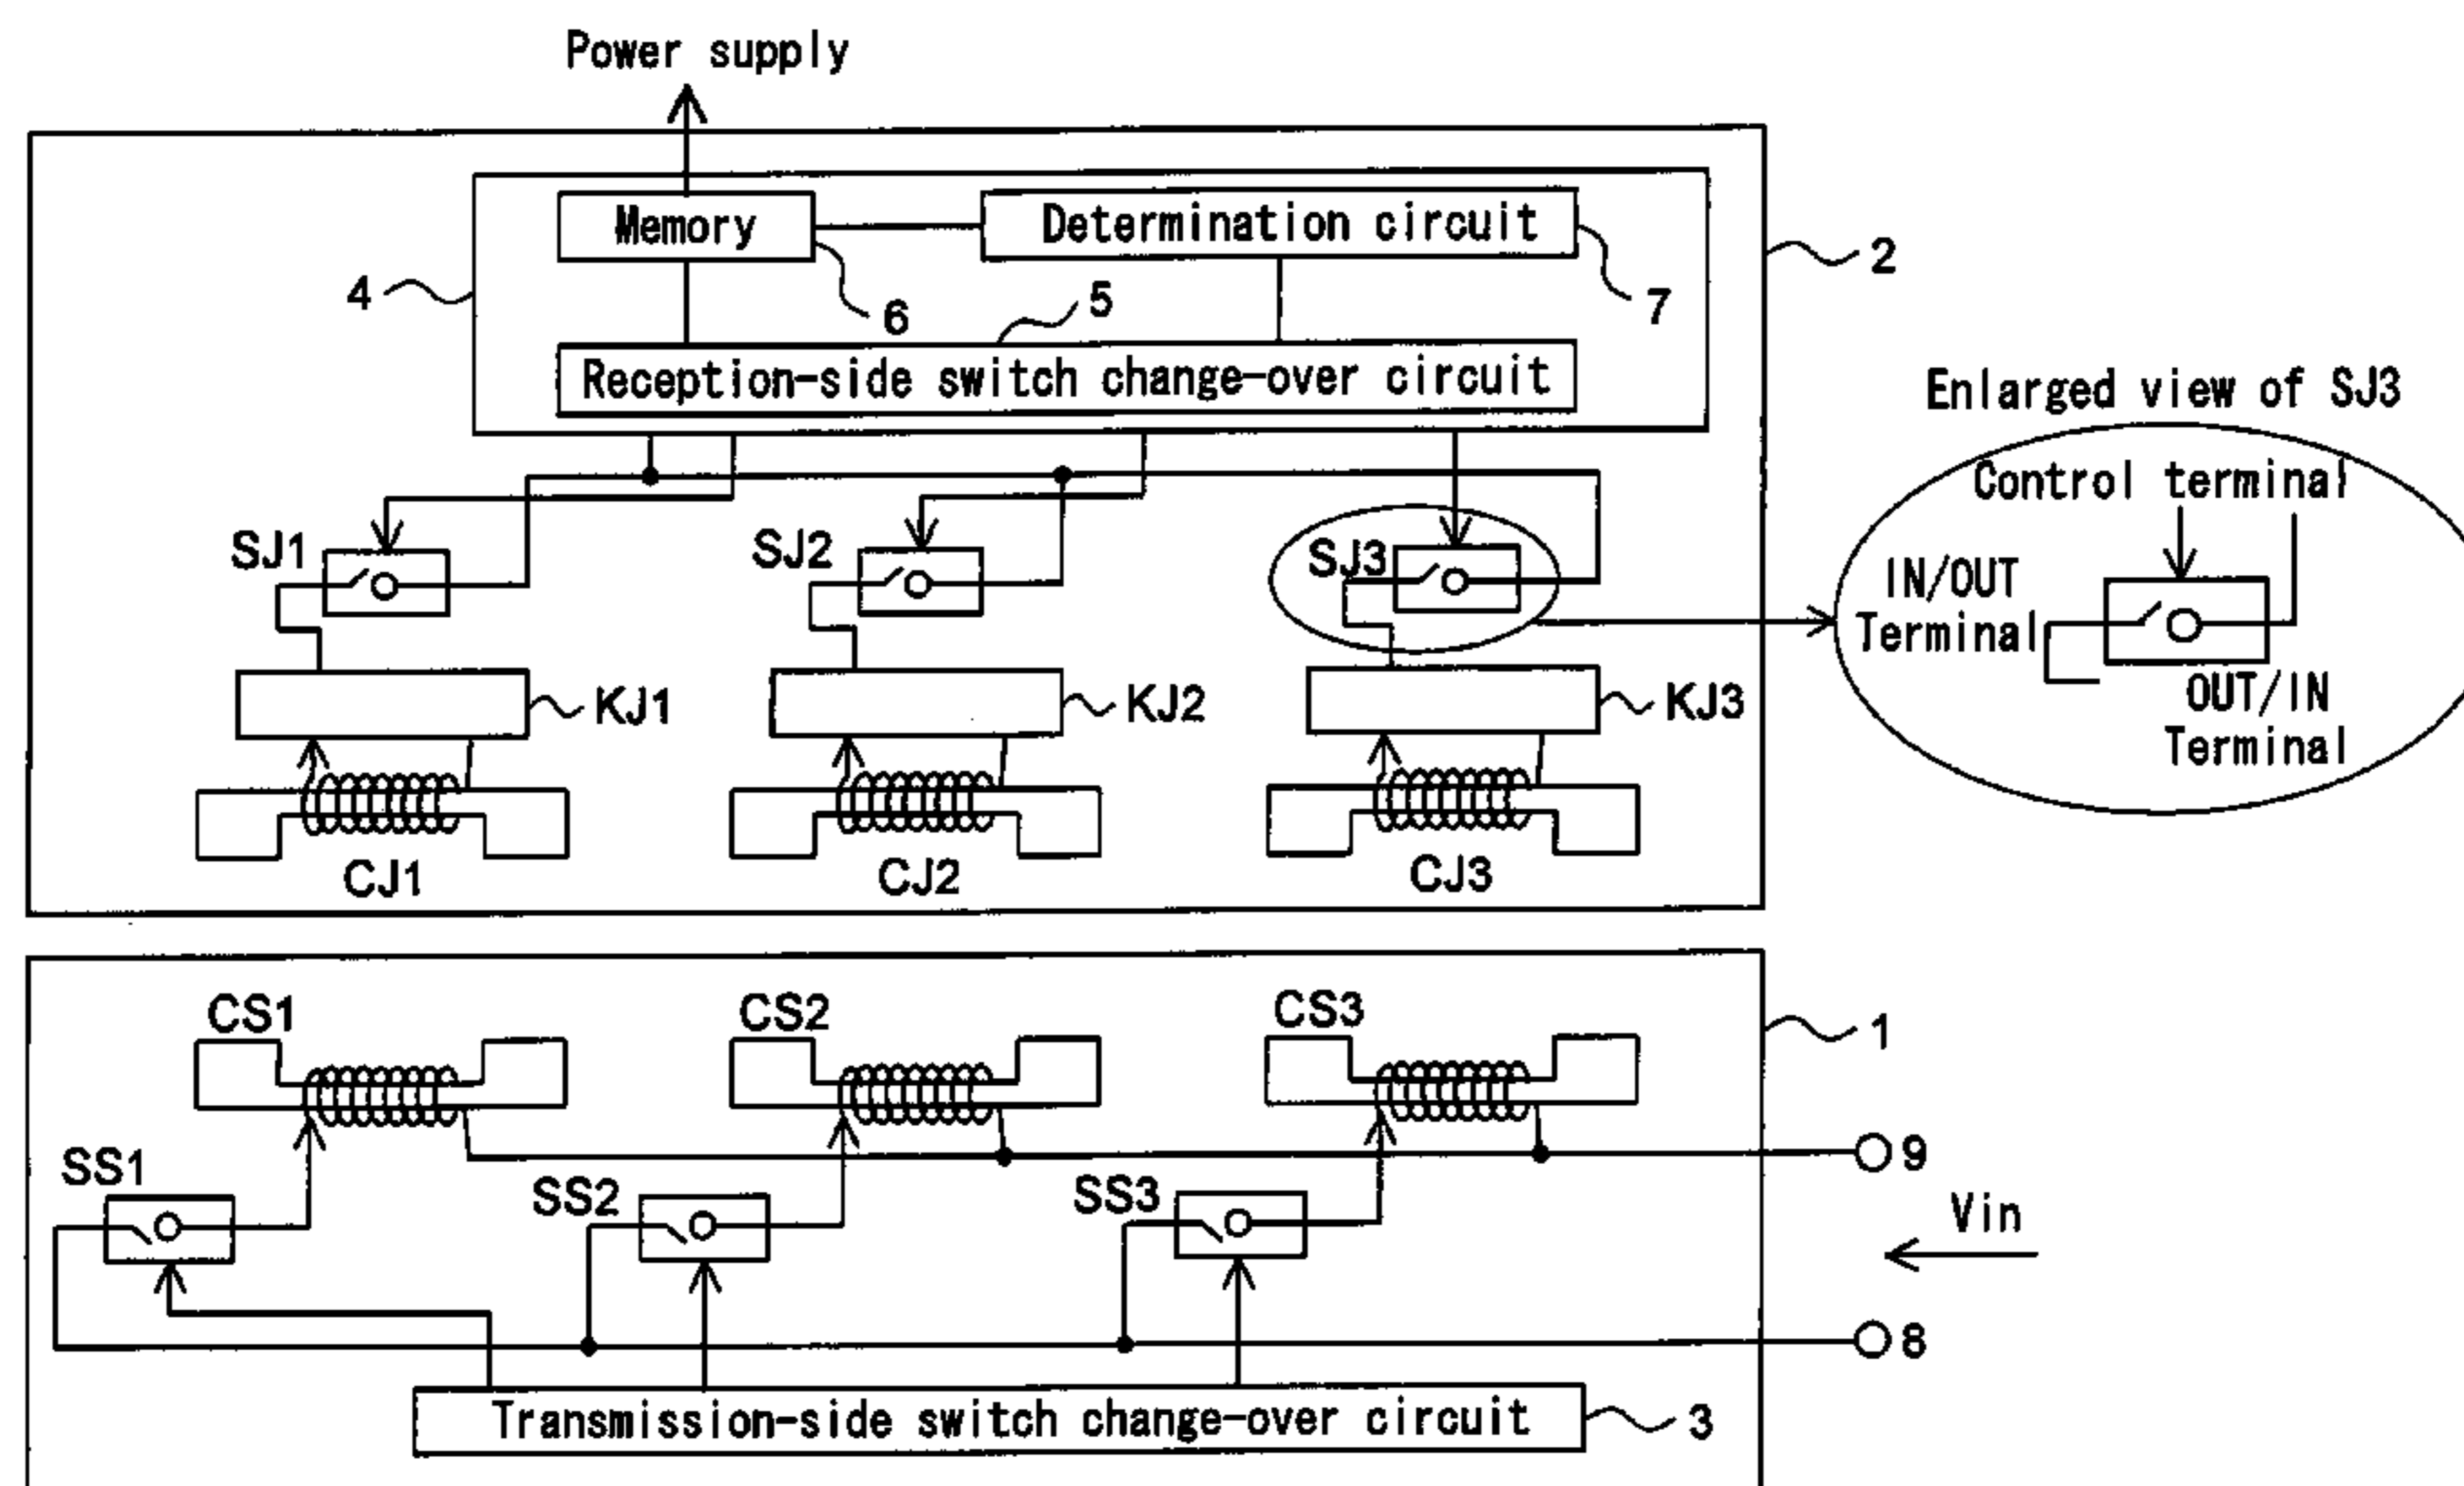 Power supply
Memory
Determination circuit
2
4
6
5
7
Reception-side switch change-over circuit
Enlarged view of SJ3
Control terminal
SJ1
SJ2
SJ3
IN/OUT
Terminal
OUT/IN
Terminal
KJ1
KJ2
KJ3
CJ1
CJ2
CJ3
CS1
CS2
CS3
1
9
SS1
SS2
SS3
Vin
8
Transmission-side switch change-over circuit
3